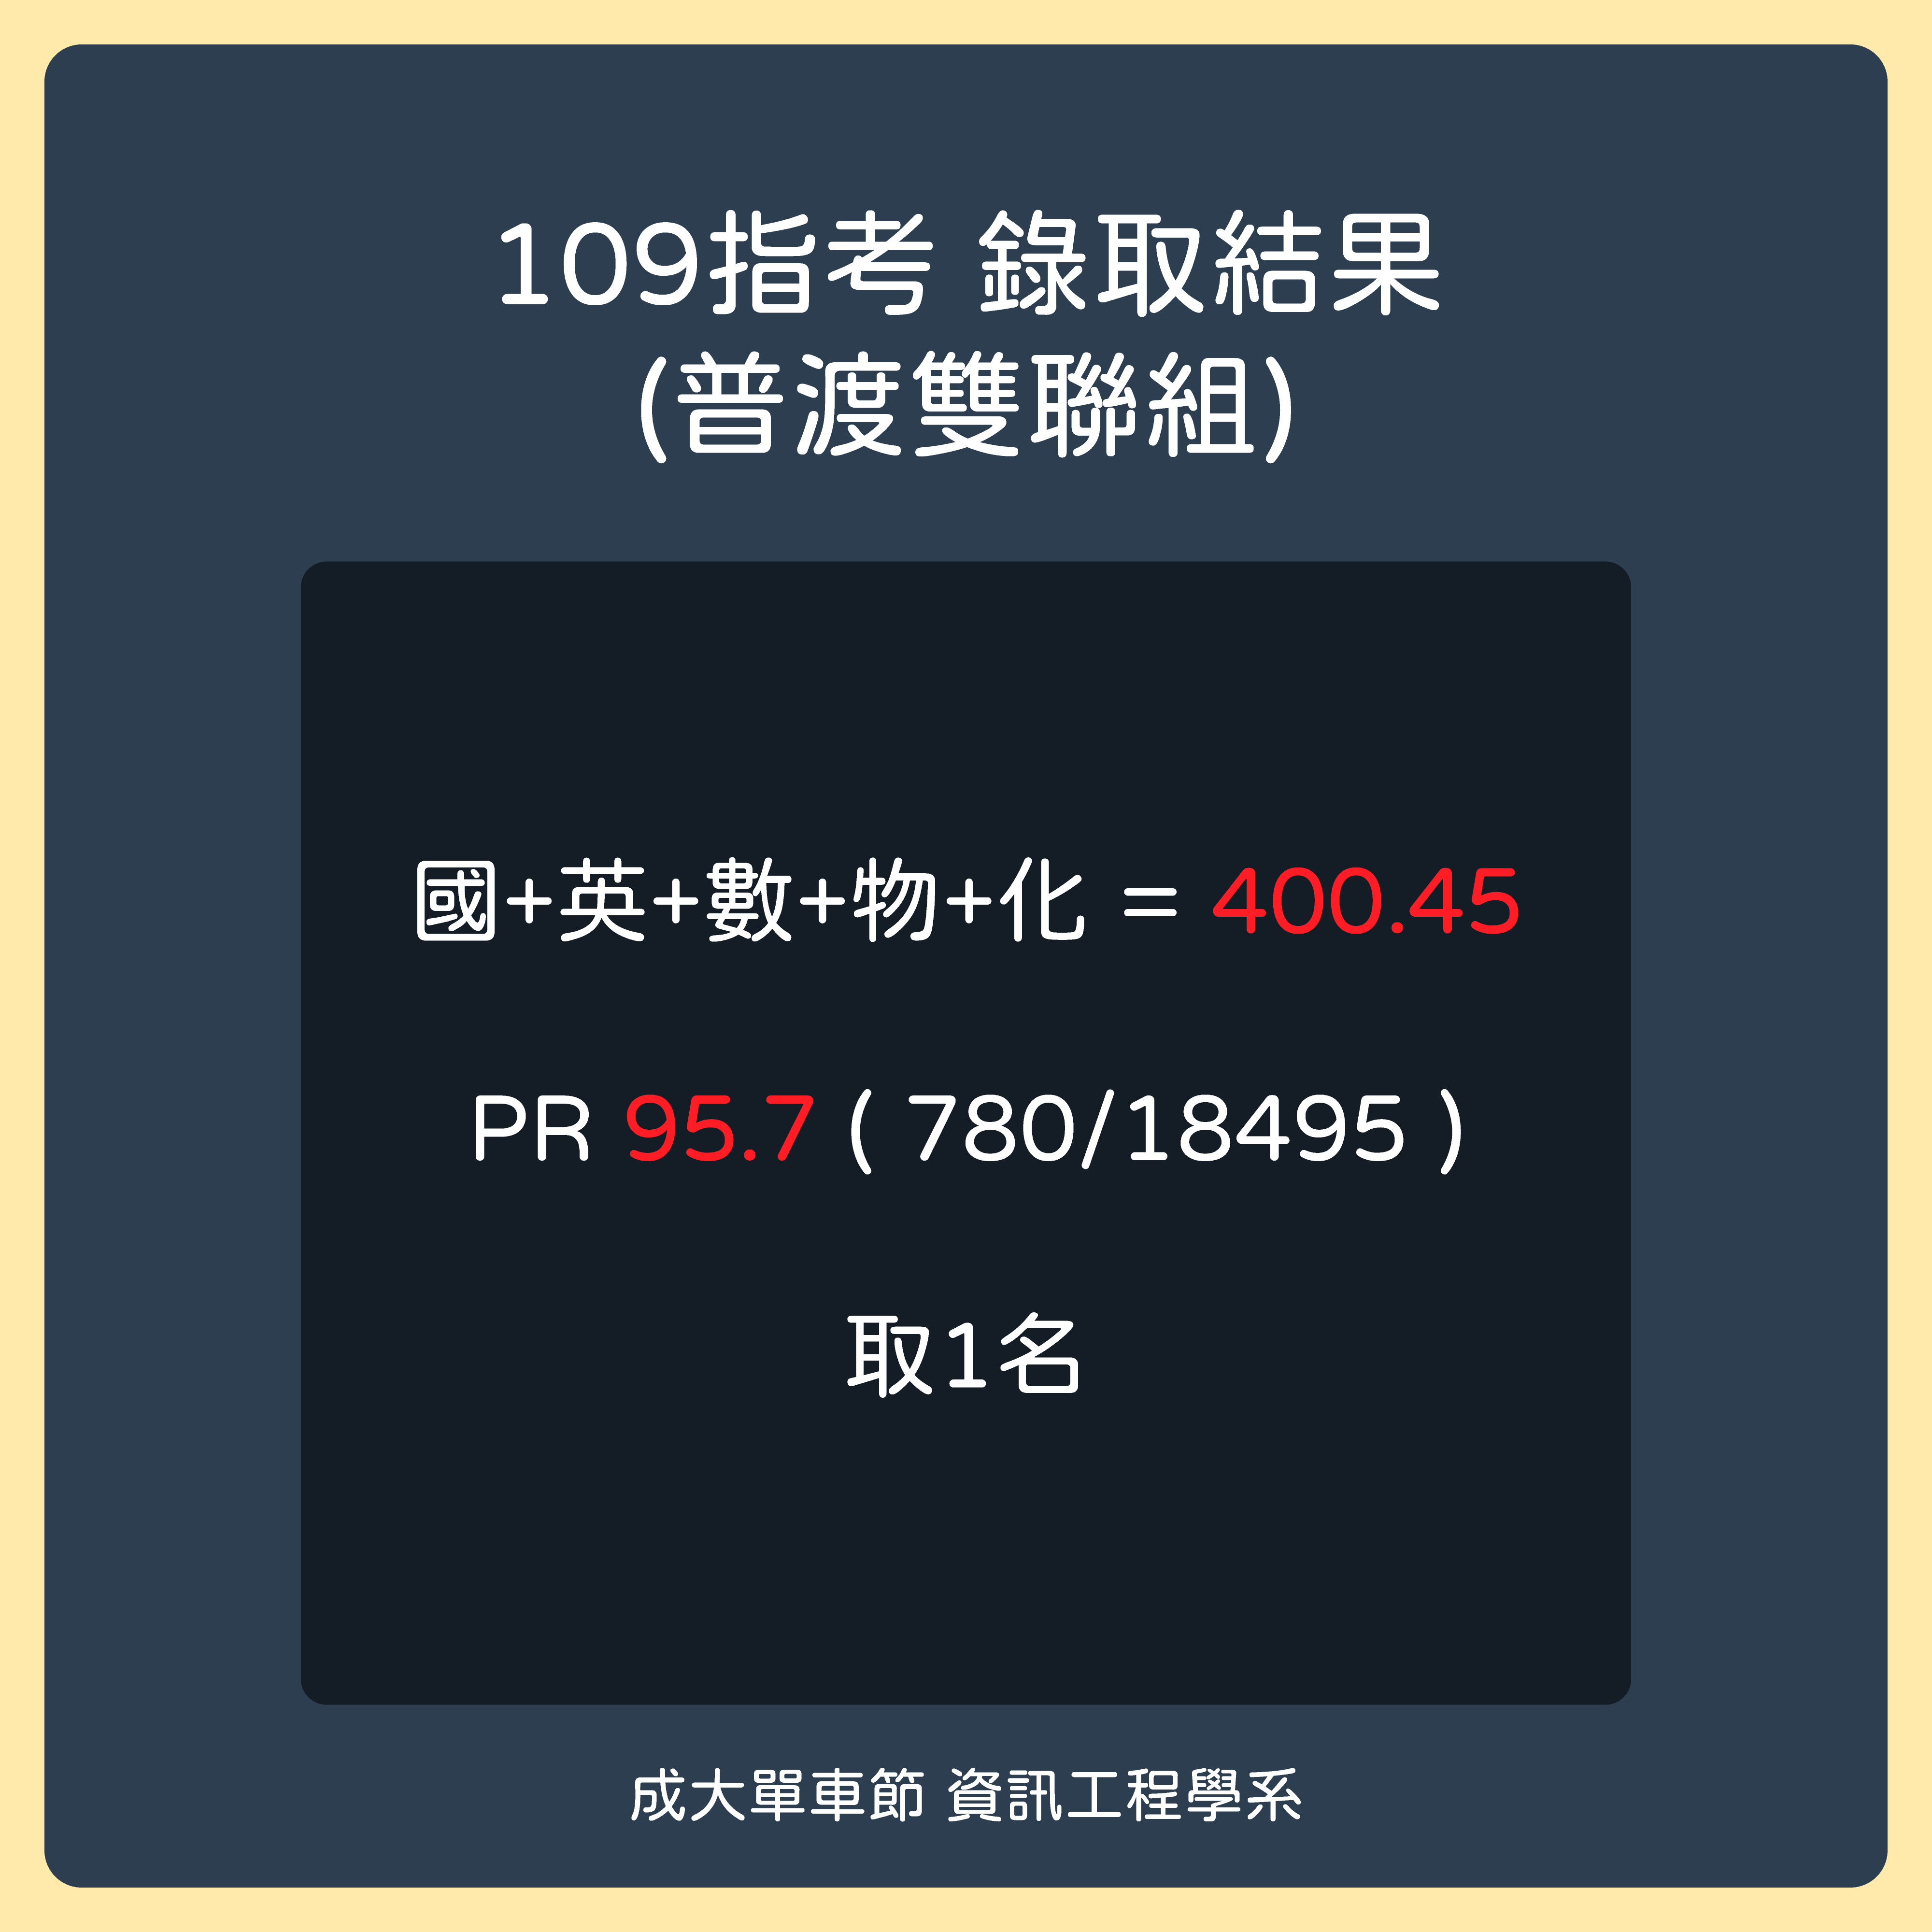 109指考 錄取結果
(普渡雙聯組)
國+英+數+物+化 = 400.45
PR 95.7 ( 780/18495 )
取1名
成大單車節 資訊工程學系